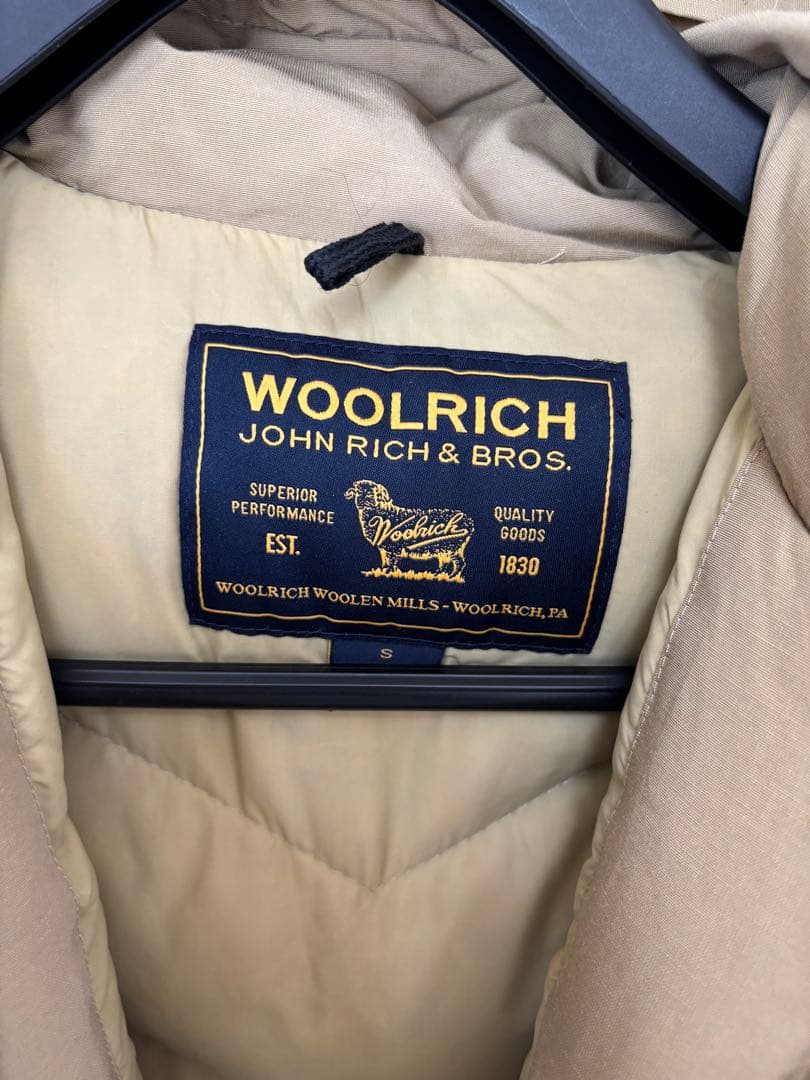 WOOLRICH
JOHN RICH & BROS.
SUPERIOR
PERFORMANCE
EST.
Woolrich
QUALITY
GOODS
1830
WOOLRICH WOOLEN MILLS - WOOLRICH, PA
S